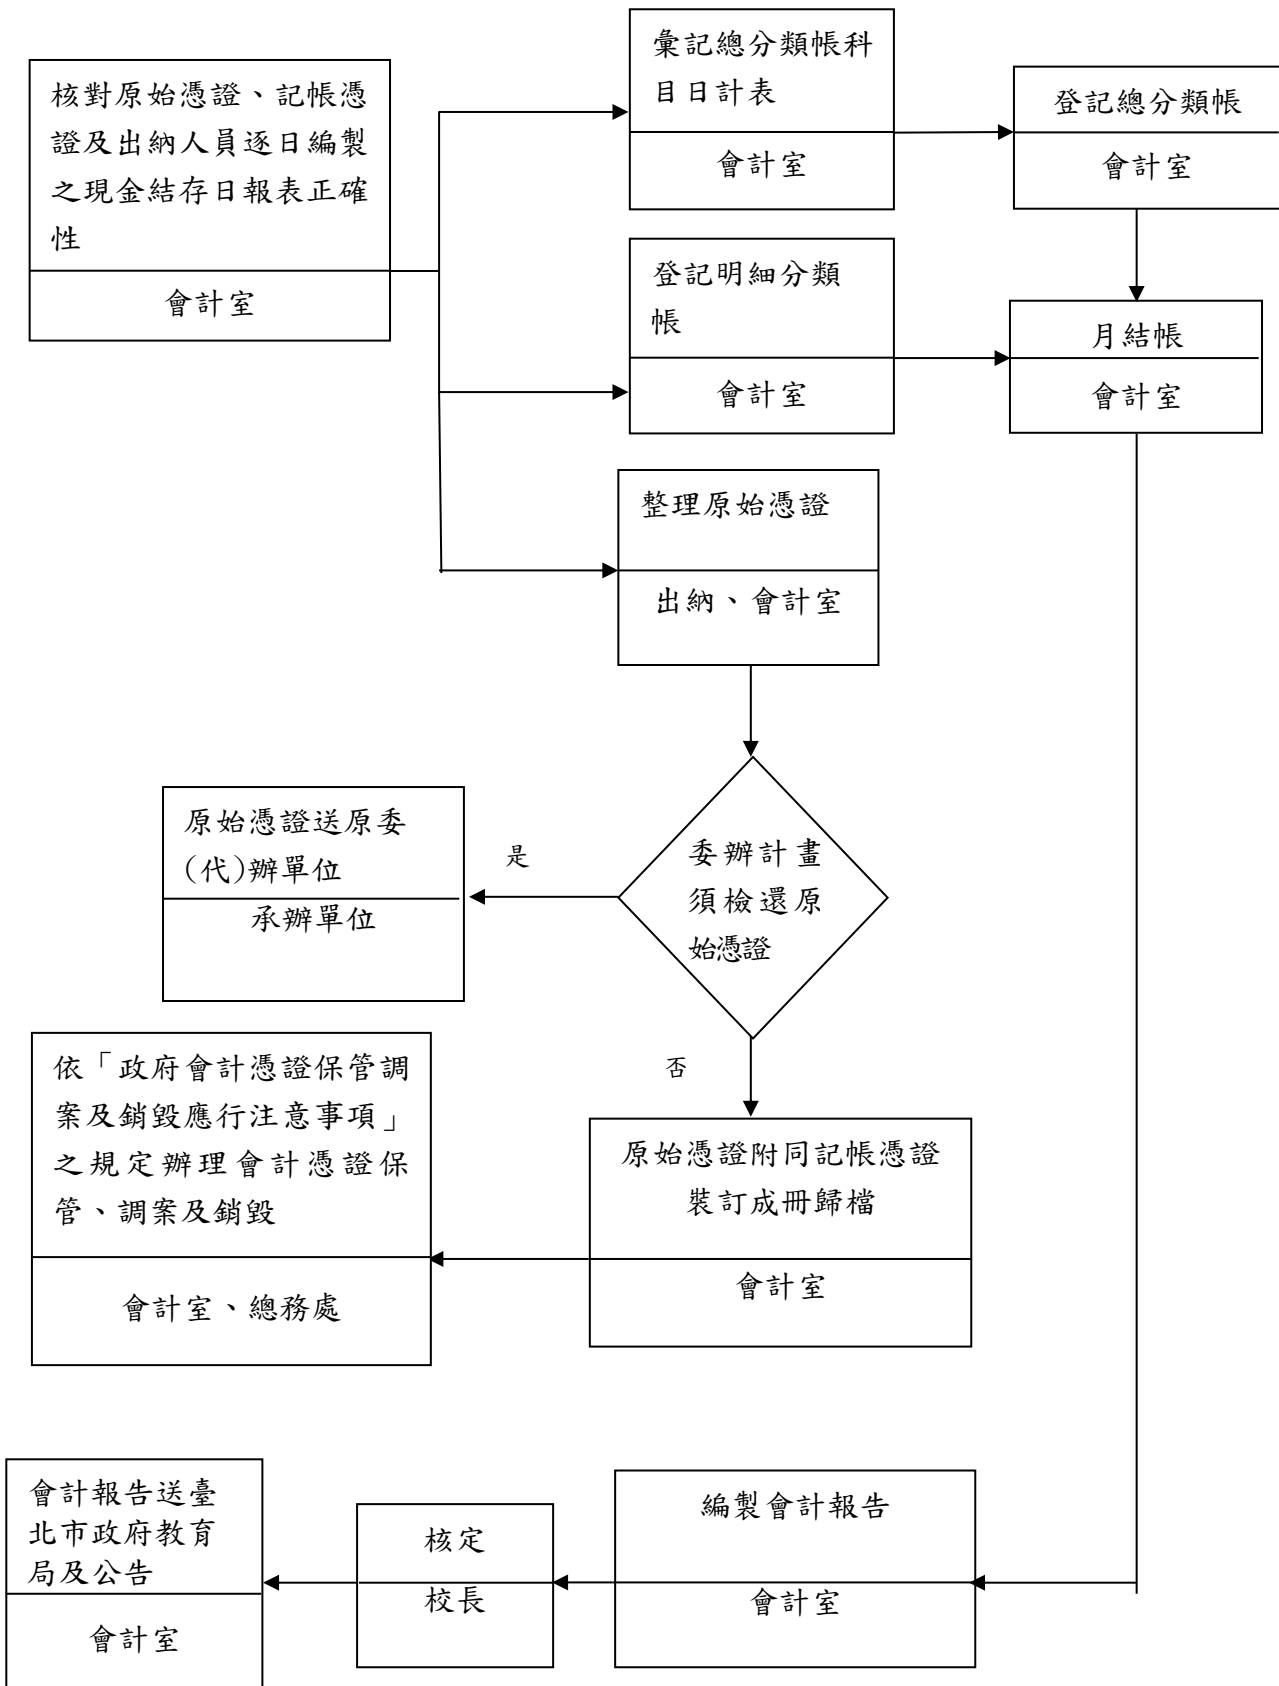 核對原始憑證、記帳憑
證及出納人員逐日編製
之現金結存日報表正確
性
會計室
彙記總分類帳科
目日計表
會計室
登記總分類帳
會計室
登記明細分類
帳
會計室
月結帳
會計室
整理原始憑證
出納、會計室
委辦計畫
須檢還原
始憑證
是
原始憑證送原委
(代)辦單位
承辦單位
否
原始憑證附同記帳憑證
裝訂成冊歸檔
會計室
依「政府會計憑證保管調
案及銷毀應行注意事項」
之規定辦理會計憑證保
管、調案及銷毀
會計室、總務處
編製會計報告
會計室
核定
校長
會計報告送臺
北市政府教育
局及公告
會計室